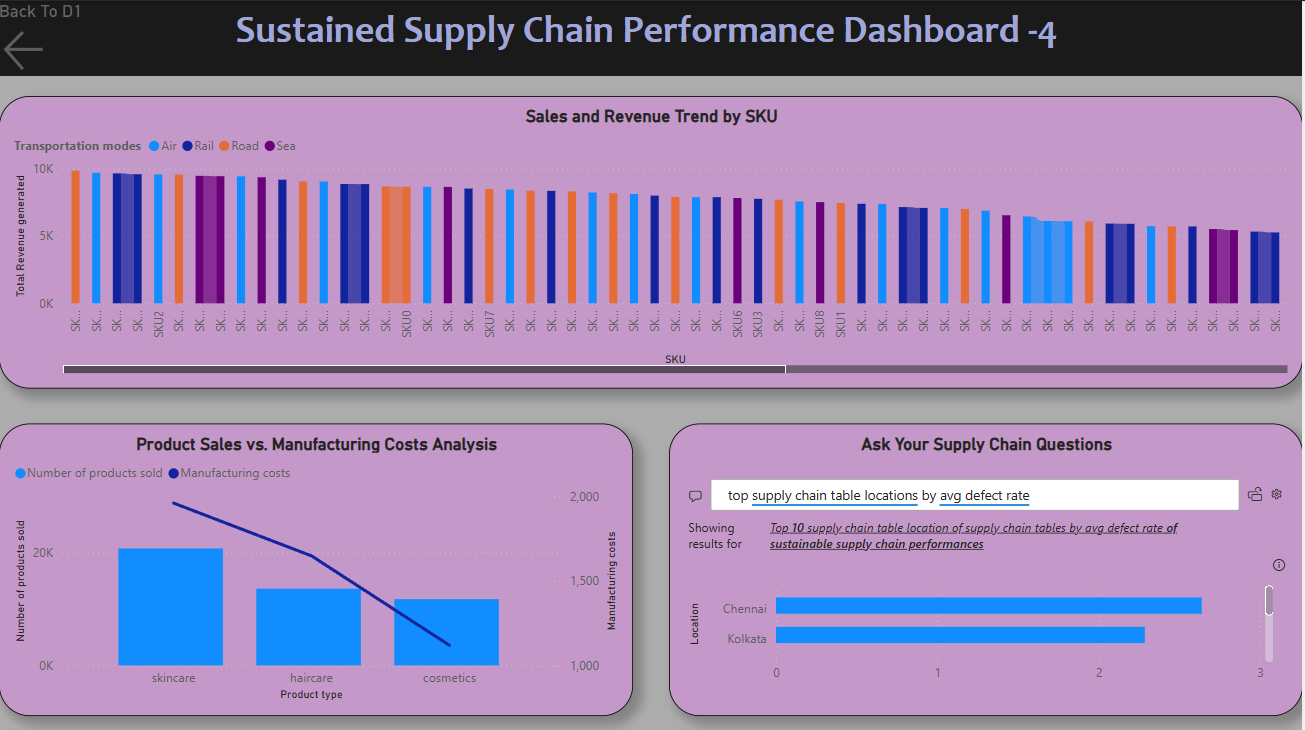 Back To D1
Sustained Supply Chain Performance Dashboard -4
Sales and Revenue Trend by SKU
Transportation modes Air Rail Road Sea
Total Revenue generated
10K
5K
0K
SK... SK... SK... SK... SKU2 SK... SK... SK... SK... SK... SK... SK... SK... SK... SK... SK... SKU0 SK... SK... SK... SKU7 SK... SK... SK... SK... SK... SK... SK... SK... SK... SK... SK... SKU6 SKU3 SK... SK... SKU8 SKU1 SK... SK... SK... SK... SK... SK... SK... SK... SK... SK... SK... SK... SK... SK... SK... SK... SK... SK... SK... SK... SK...
SKU
Product Sales vs. Manufacturing Costs Analysis
Number of products sold Manufacturing costs
Number of products sold
20K
0K
2,000
1,500
1,000
Manufacturing costs
skincare haircare cosmetics
Product type
Ask Your Supply Chain Questions
top supply chain table locations by avg defect rate
Showing
results for
Top 10 supply chain table location of supply chain tables by avg defect rate of
sustainable supply chain performances
Location
Chennai
Kolkata
0 1 2 3